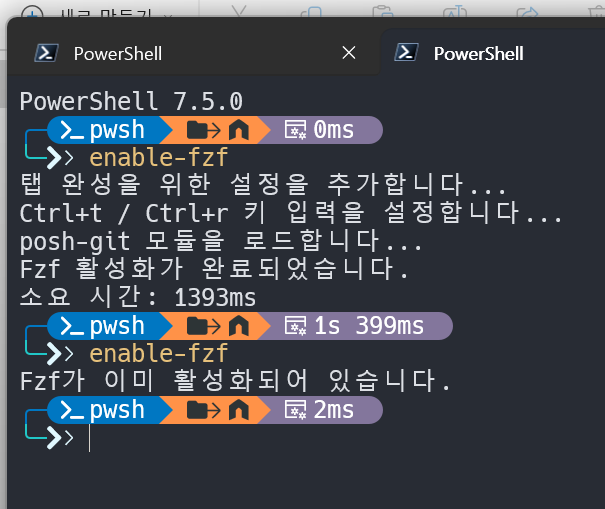 새로 만들기
PowerShell
PowerShell
PowerShell 7.5.0
pwsh 0ms
enable-fzf
탭 완성을 위한 설정을 추가합니다...
Ctrl+t / Ctrl+r 키 입력을 설정합니다...
posh-git 모듈을 로드합니다...
Fzf 활성화가 완료되었습니다.
소요 시간: 1393ms
pwsh 1s 399ms
enable-fzf
Fzf가 이미 활성화되어 있습니다.
pwsh 2ms